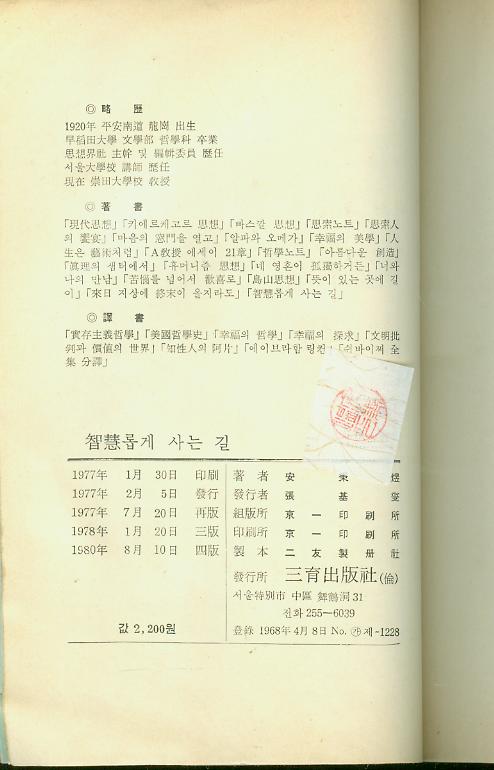 ◎ 略 歷
1920年 平安南道 龍岡 出生
早稻田大學 文學部 哲學科 卒業
思想界社 主幹 및 編輯委員 歷任
서울大學校 講師 歷任
現在 崇田大學校 敎授
◎ 著 書
「現代思想」「키에르케고르 思想」「파스깔 思想」「思索노트」「思索人
의 饗宴」「마음의 窓門을 열고」「알파와 오메가」「幸福의 美學」「人
生은 藝術처럼」「A敎授 에세이 21章」「哲學노트」「아름다운 創造」
「眞理의 샘터에서」「휴머니즘 思想」「네 영혼이 孤獨하거든」「너와
나의 만남」「苦惱를 넘어서 歡喜로」「島山思想」「뜻이 있는 곳에 길
이」「來日 지상에 終末이 올지라도」「智慧롭게 사는 길」
◎ 譯 書
「實存主義哲學」「美國哲學史」「幸福의 哲學」「幸福의 探求」「文明批
判과 價値의 世界」「知性人의 阿片」「에이브라함 링컨」「쉬바이쩌 全
集 分譯」
智慧롭게 사는 길
1977年 1月 30日 印刷
1977年 2月 5日 發行
1977年 7月 20日 再版
1978年 1月 20日 三版
1980年 8月 10日 四版
값 2,200원
著者 安 秉 煜
發行者 張 基
組版所 京一印刷所
印刷所 京一印刷所
製本 二友製册社
發行所 三育出版社(倫)
서울特別市 中區 舞鶴洞 31
전화 255-6039
登錄 1968年 4月 8日 No. ㉮ 제-1228